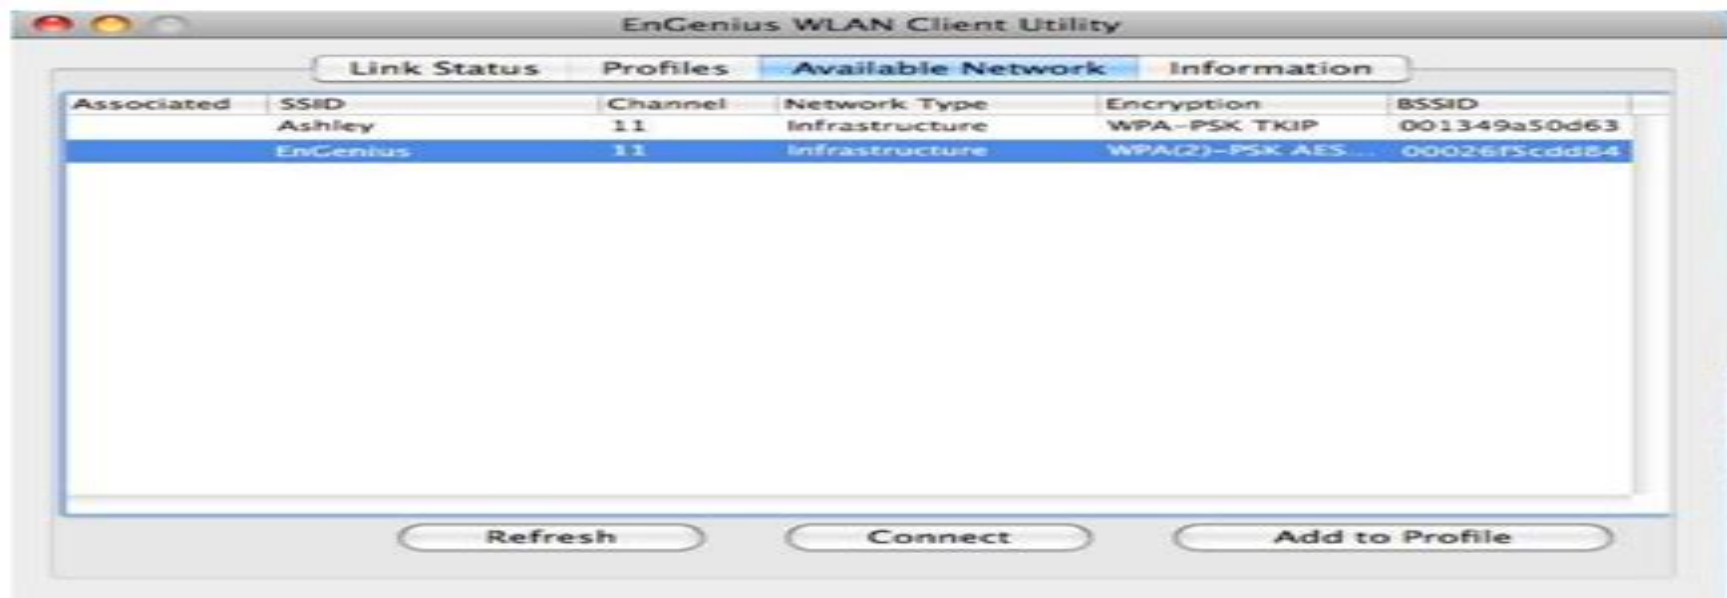 EnGenius WLAN Client Utility
Link Status Profiles Available Network Information
Associated SSID Channel Network Type Encryption BSSID
Ashley 11 Infrastructure WPA-PSK TKIP 001349a50d63
EnGenius 11 Infrastructure WPA(2)-PSK AES... 00026f5cdd84
Refresh Connect Add to Profile